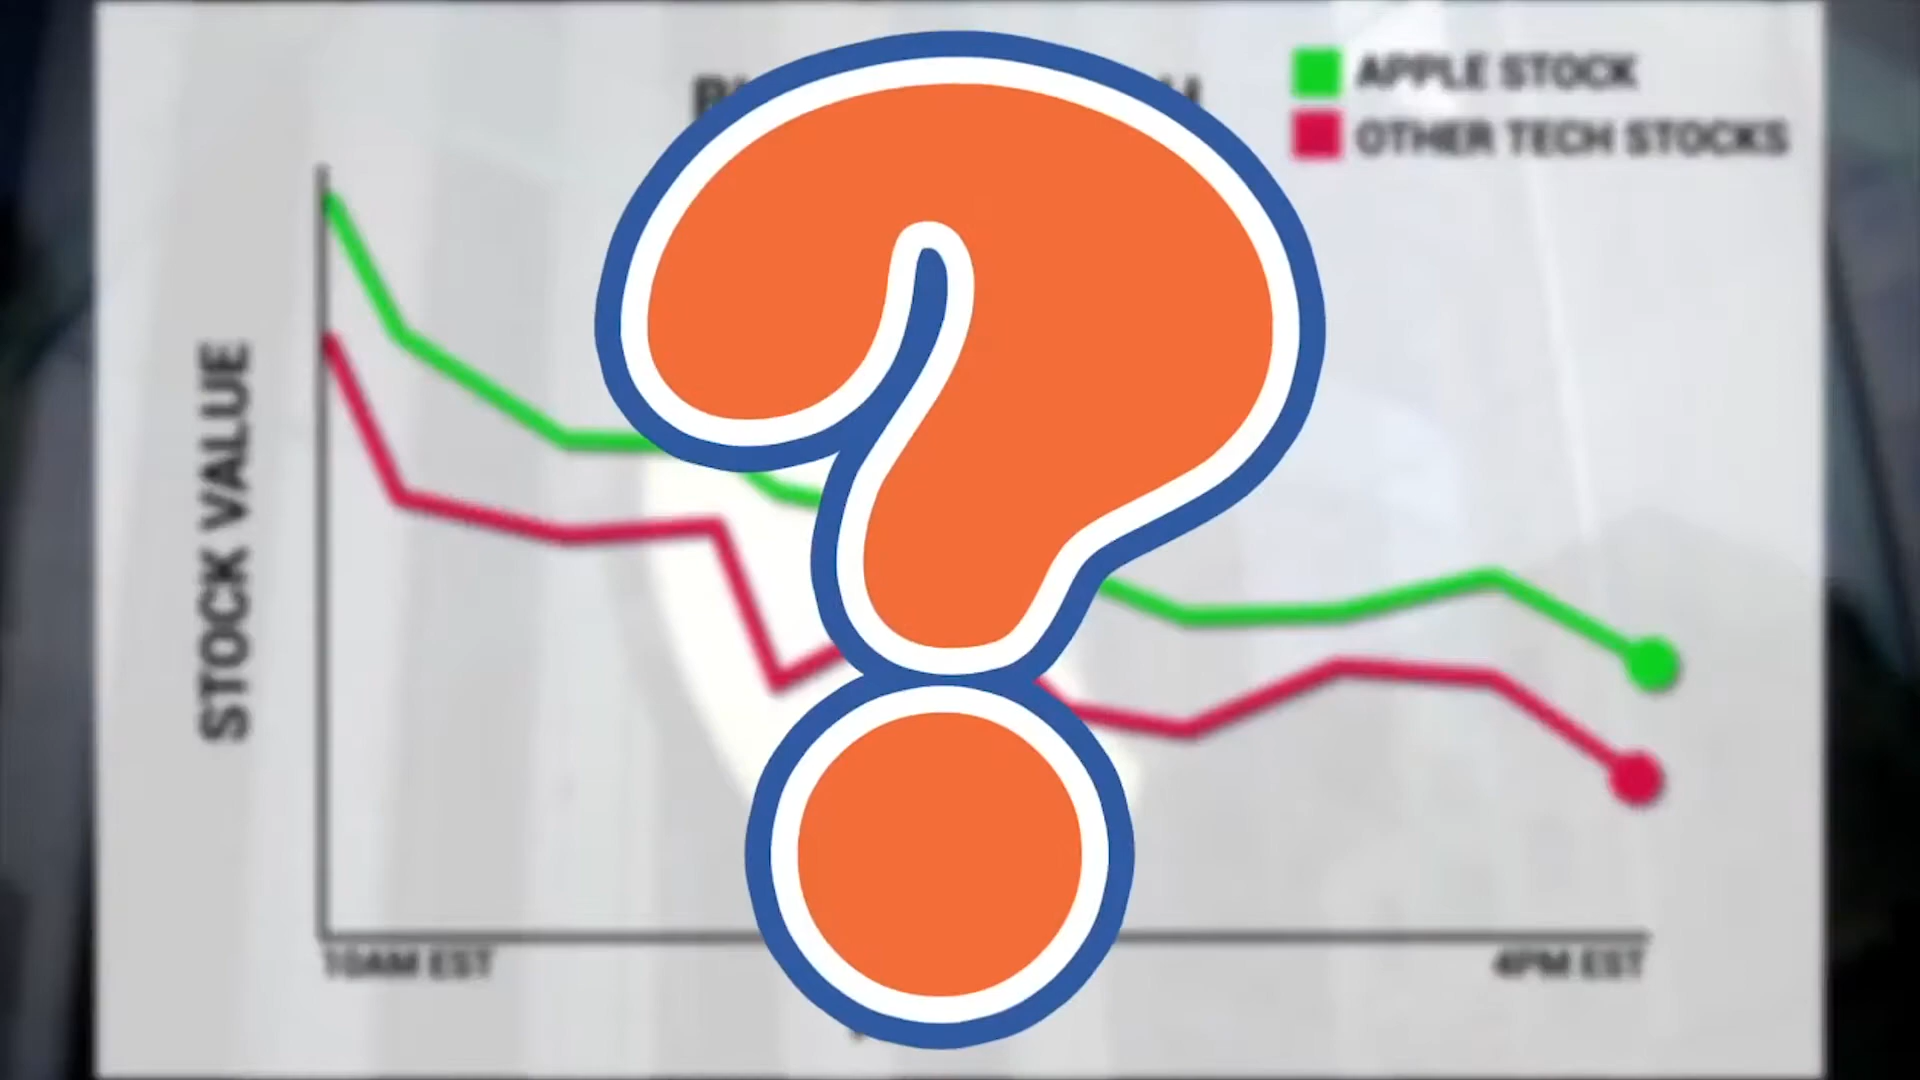 APPLE STOCK
OTHER TECH STOCKS
STOCK VALUE
10AM EST
4PM EST
?